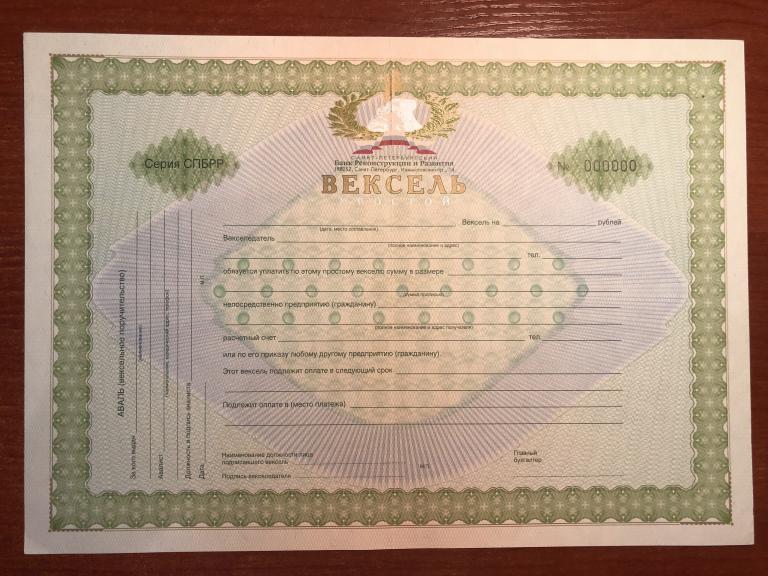 САНКТ-ПЕТЕРБУРГСКИЙ
Банк Реконструкции и Развития
Серия СПБРР
№ 000000
ВЕКСЕЛЬ
ПРОСТОЙ
Вексель на рублей
(дата, место составления)
Векселедатель
(полное наименование и адрес)
тел.
обязуется уплатить по этому простому векселю сумму в размере
(сумма прописью)
непосредственно предприятию (гражданину)
(полное наименование и адрес получателя)
расчетный счет тел.
или по его приказу любому другому предприятию (гражданину).
Этот вексель подлежит оплате в следующий срок
Подлежит оплате в (место платежа)
Наименование должности лица
подписавшего вексель
М.П.
Главный
бухгалтер
Подпись векселедателя
АВАЛЬ (вексельное поручительство)
За кого выдан
Авалист
Должность и подпись авалиста
Дата
М.П.